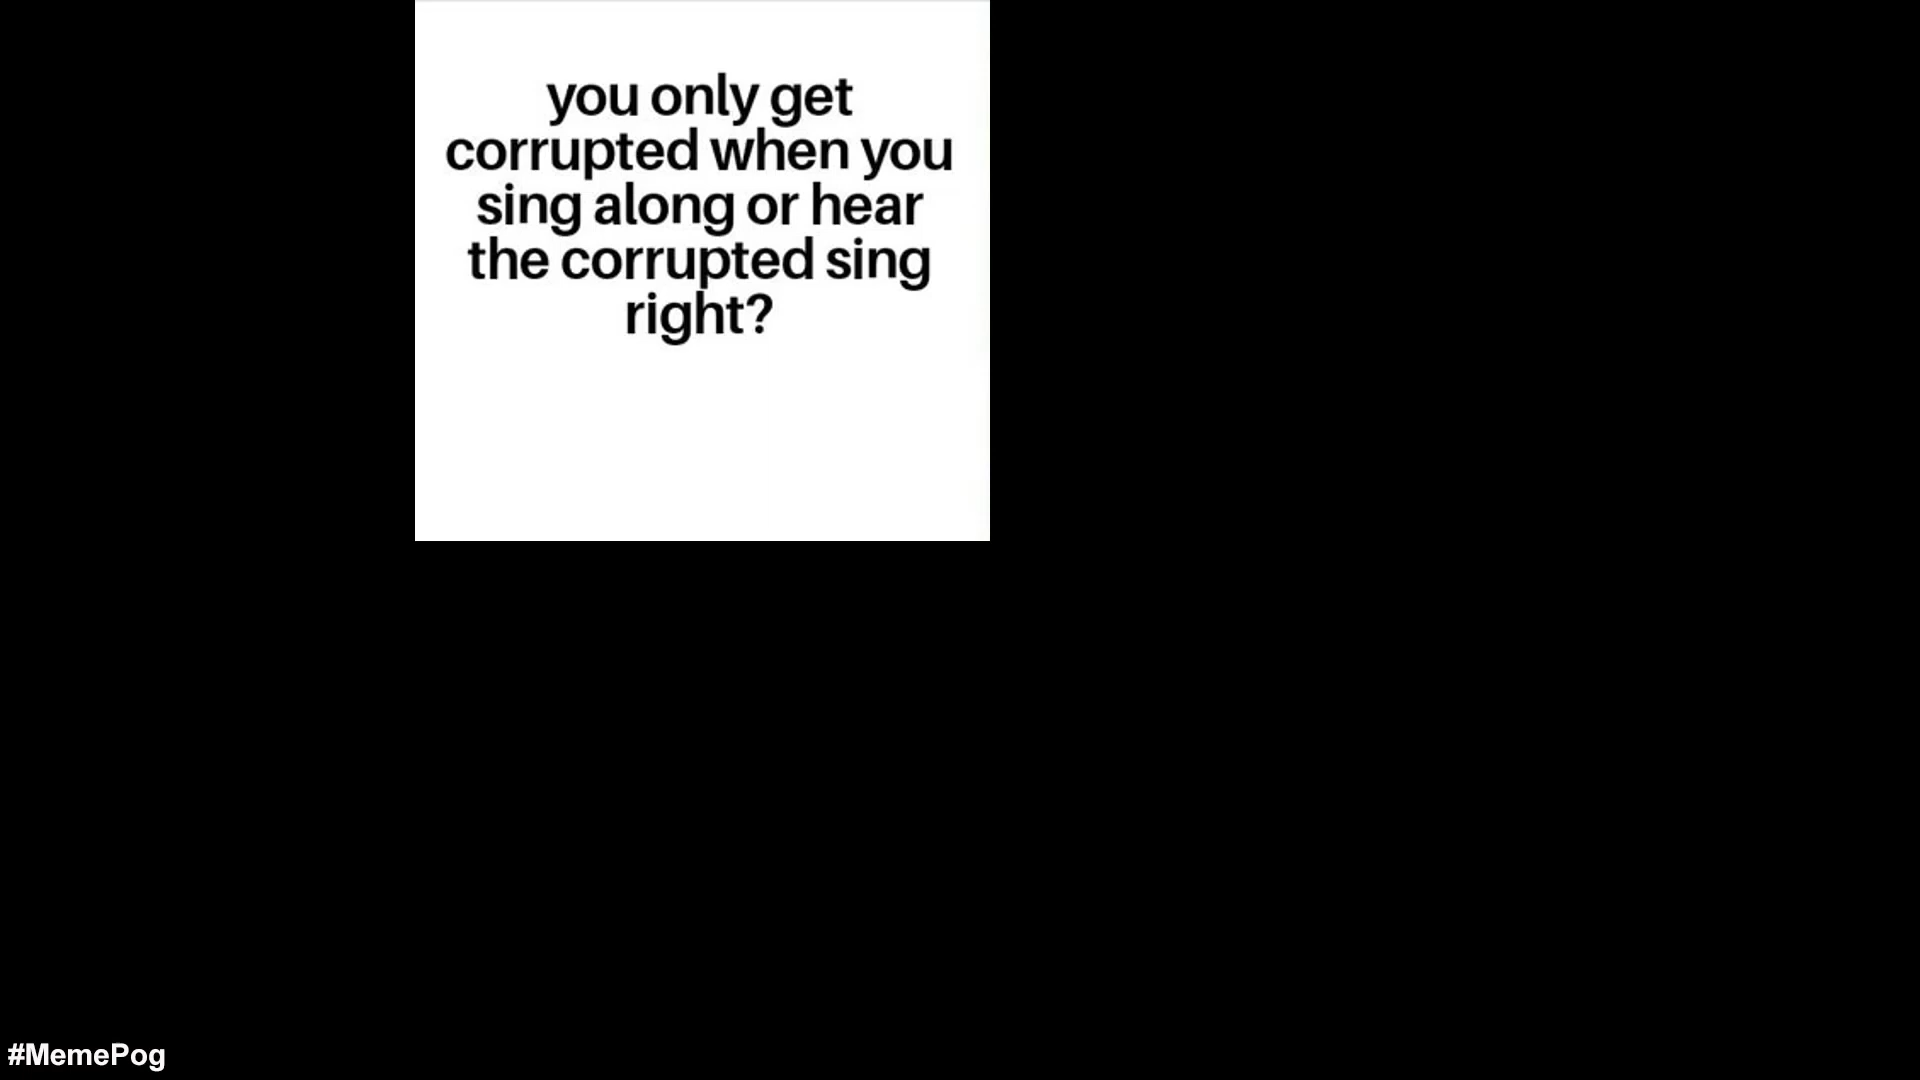 you only get
corrupted when you
sing along or hear
the corrupted sing
right?
#MemePog